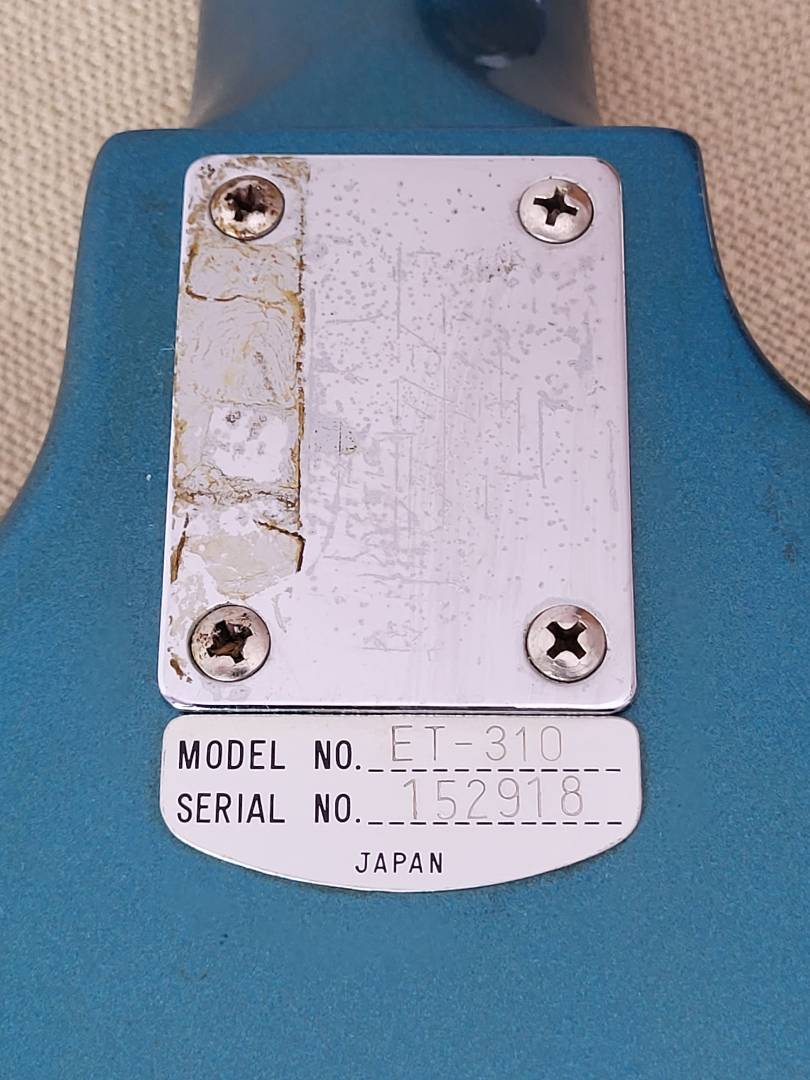 MODEL NO. ET-310
SERIAL NO. 152918
JAPAN